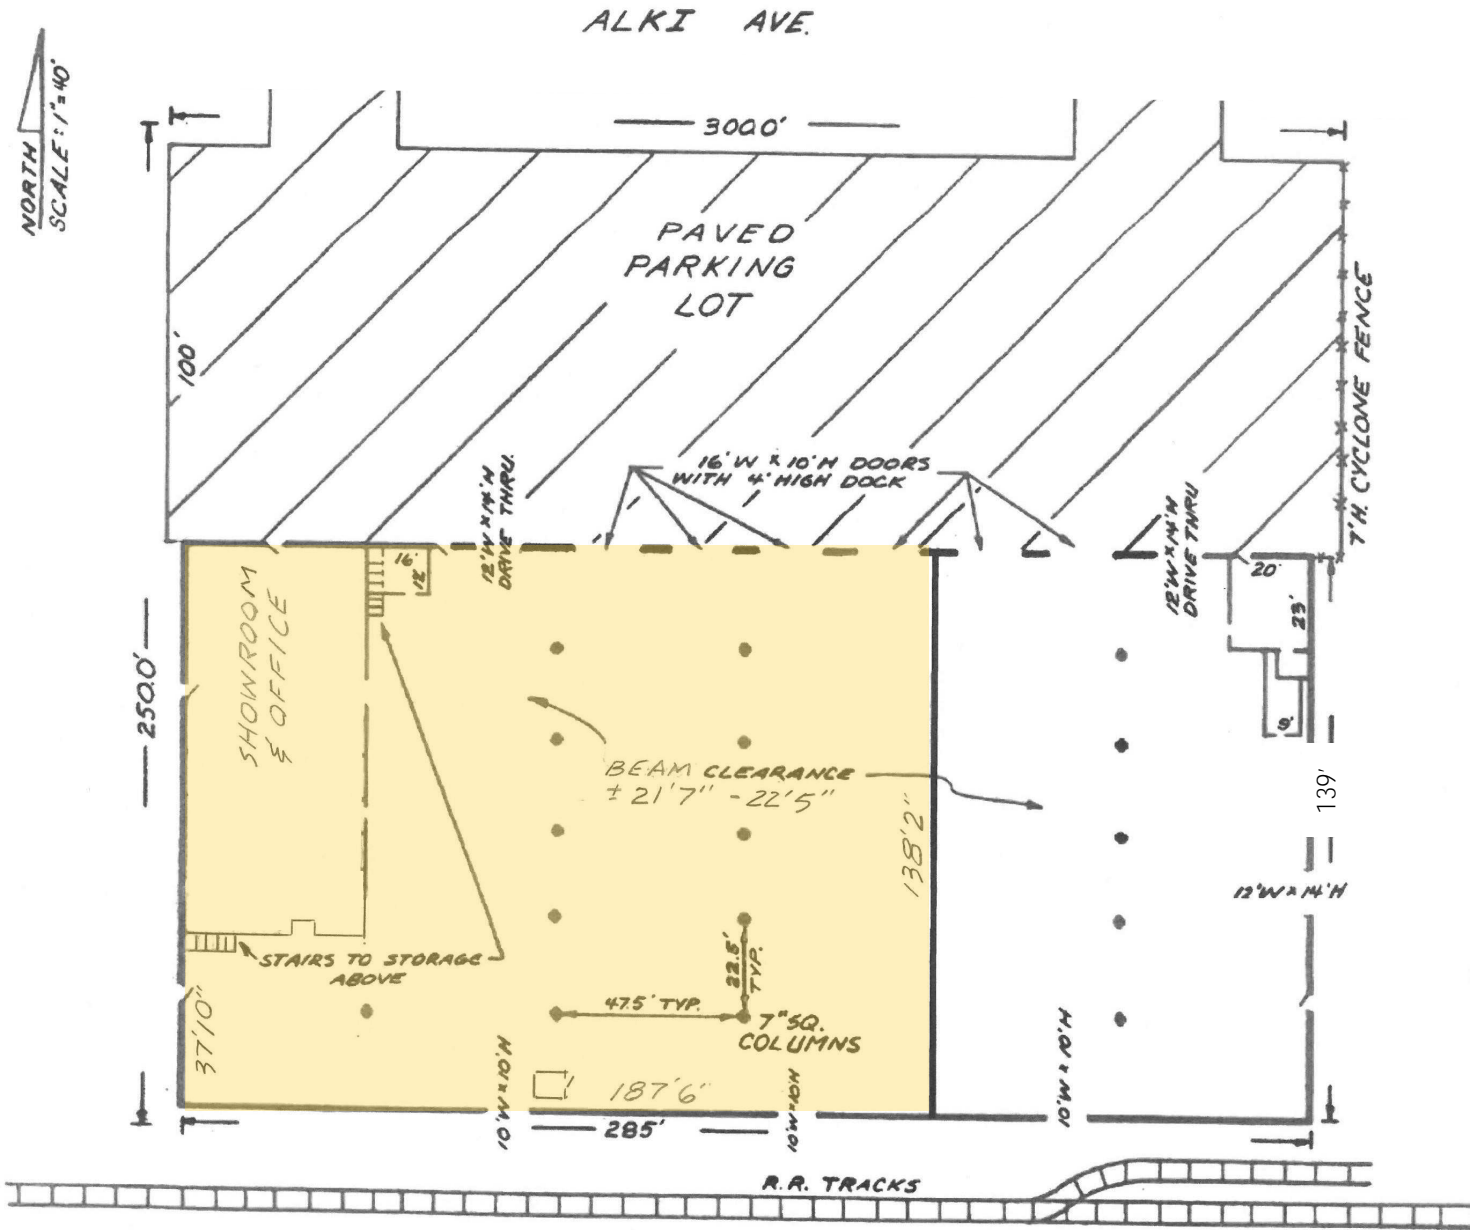 ALKI AVE.
NORTH
SCALE: 1"=40'
300.0'
PAVED
PARKING
LOT
100'
7' H. CYCLONE FENCE
16' W x 10' H DOORS
WITH 4' HIGH DOCK
12' W x 14' H
DRIVE THRU.
12' W x 14' H
DRIVE THRU
16'
12'
20'
23'
9'
SHOWROOM
& OFFICE
250.0'
BEAM CLEARANCE
± 21'7" - 22'5"
138'2"
139'
12' W x 14' H
STAIRS TO STORAGE
ABOVE
22.5'
TYP.
47.5' TYP.
7" SQ.
COLUMNS
37'10"
10' W x 10' H
187'6"
10' W x 10' H
10' W x 10' H
285'
R.R. TRACKS